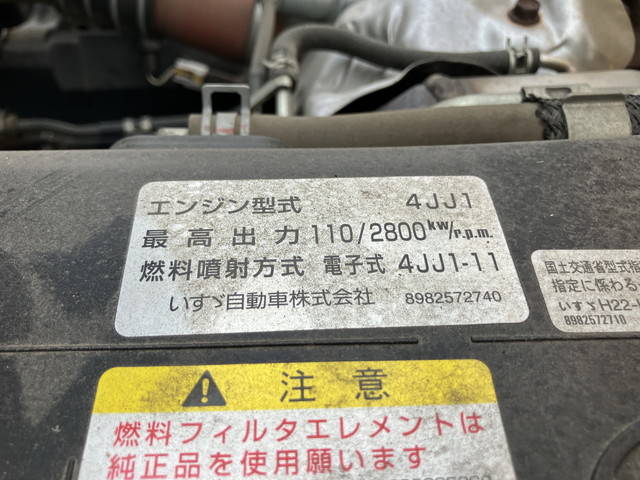 エンジン型式 4JJ1
最高出力 110/2800kW/r.p.m.
燃料噴射方式 電子式 4JJ1-11
いすゞ自動車株式会社 8982572740
国土交通省型式指
指定に係わる
いすゞH22-
8982572710
注意
燃料フィルタエレメントは
純正品を使用願います